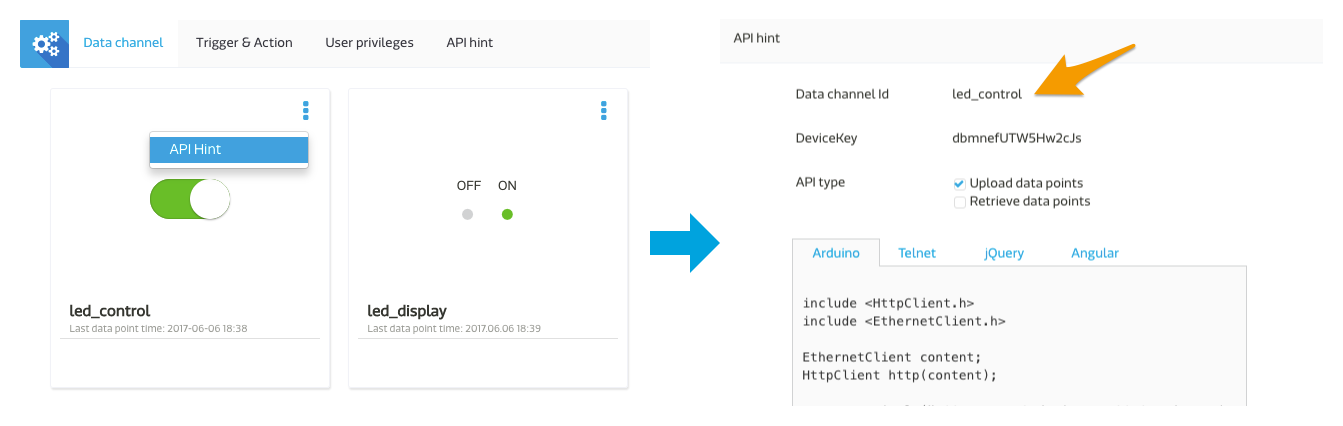 Data channel
Trigger & Action
User privileges
API hint
API Hint
led_control
Last data point time: 2017-06-06 18:38
OFF ON
led_display
Last data point time: 2017.06.06 18:39
API hint
Data channel Id led_control
DeviceKey dbmnefUTW5Hw2cJs
API type Upload data points
Retrieve data points
Arduino Telnet jQuery Angular
include <HttpClient.h>
include <EthernetClient.h>
EthernetClient content;
HttpClient http(content);